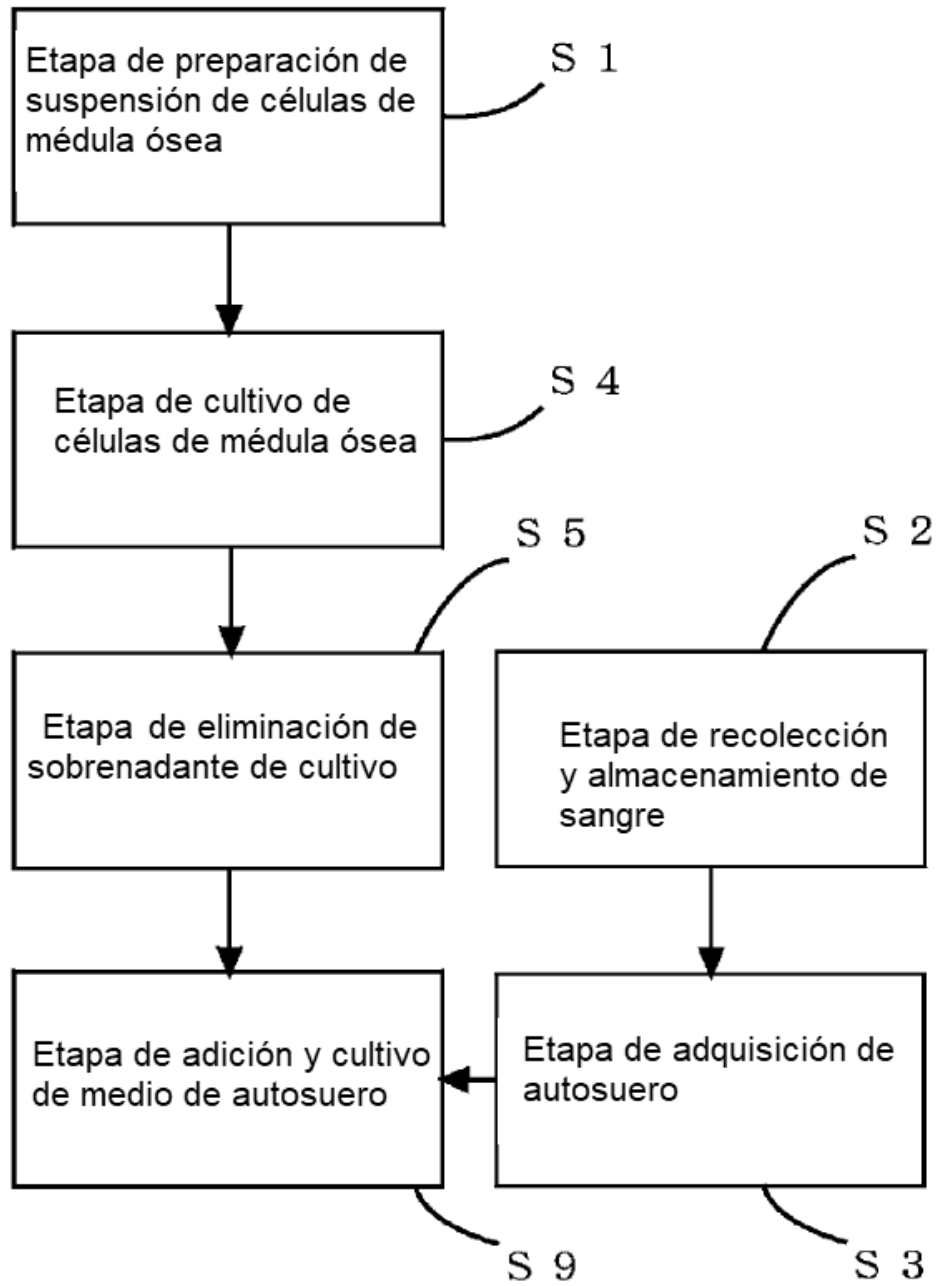 Etapa de preparación de
suspensión de células de
médula ósea
S 1
Etapa de cultivo de
células de médula ósea
S 4
S 5
Etapa de eliminación de
sobrenadante de cultivo
S 2
Etapa de recolección
y almacenamiento de
sangre
Etapa de adición y cultivo
de medio de autosuero
S 9
Etapa de adquisición de
autosuero
S 3